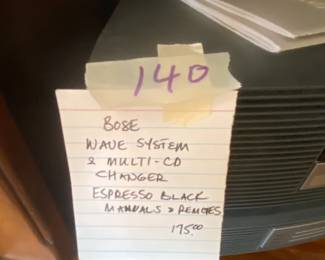 140
BOSE
WAVE SYSTEM
& MULTI-CD
CHANGER
ESPRESSO BLACK
MANUALS & REMOTES
175.00